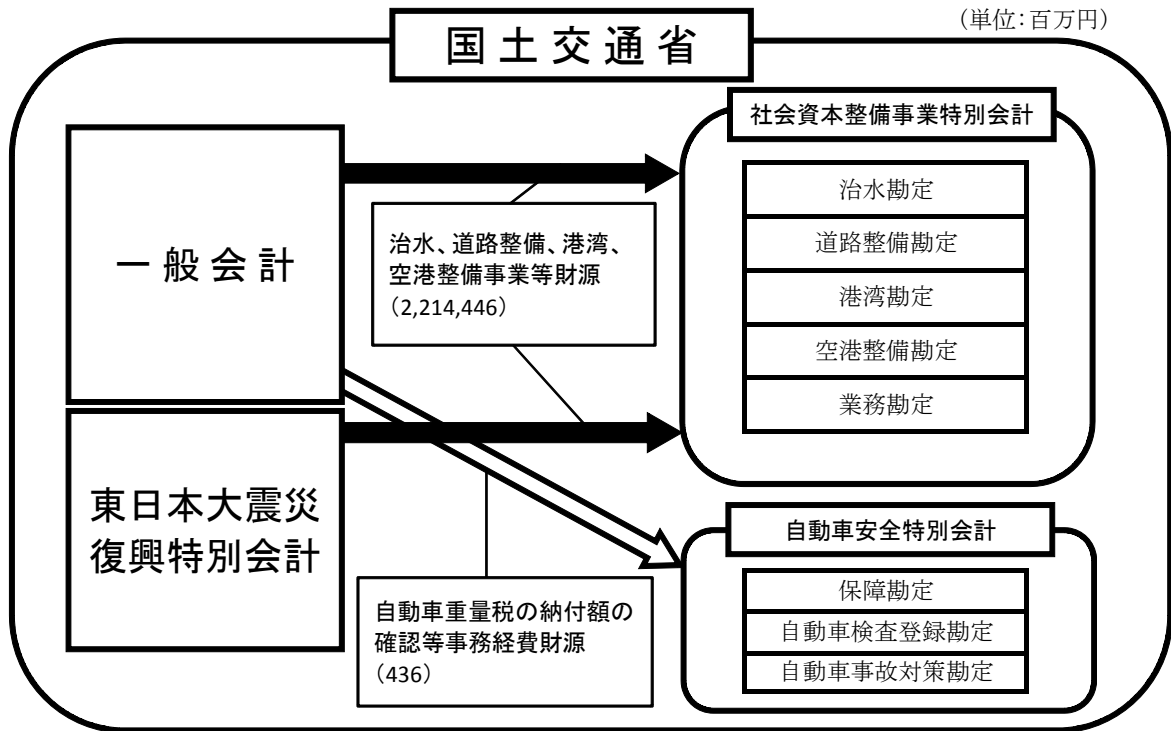 (単位:百万円)
国土交通省
一般会計
東日本大震災
復興特別会計
治水、道路整備、港湾、
空港整備事業等財源
(2,214,446)
自動車重量税の納付額の
確認等事務経費財源
(436)
社会資本整備事業特別会計
治水勘定
道路整備勘定
港湾勘定
空港整備勘定
業務勘定
自動車安全特別会計
保障勘定
自動車検査登録勘定
自動車事故対策勘定